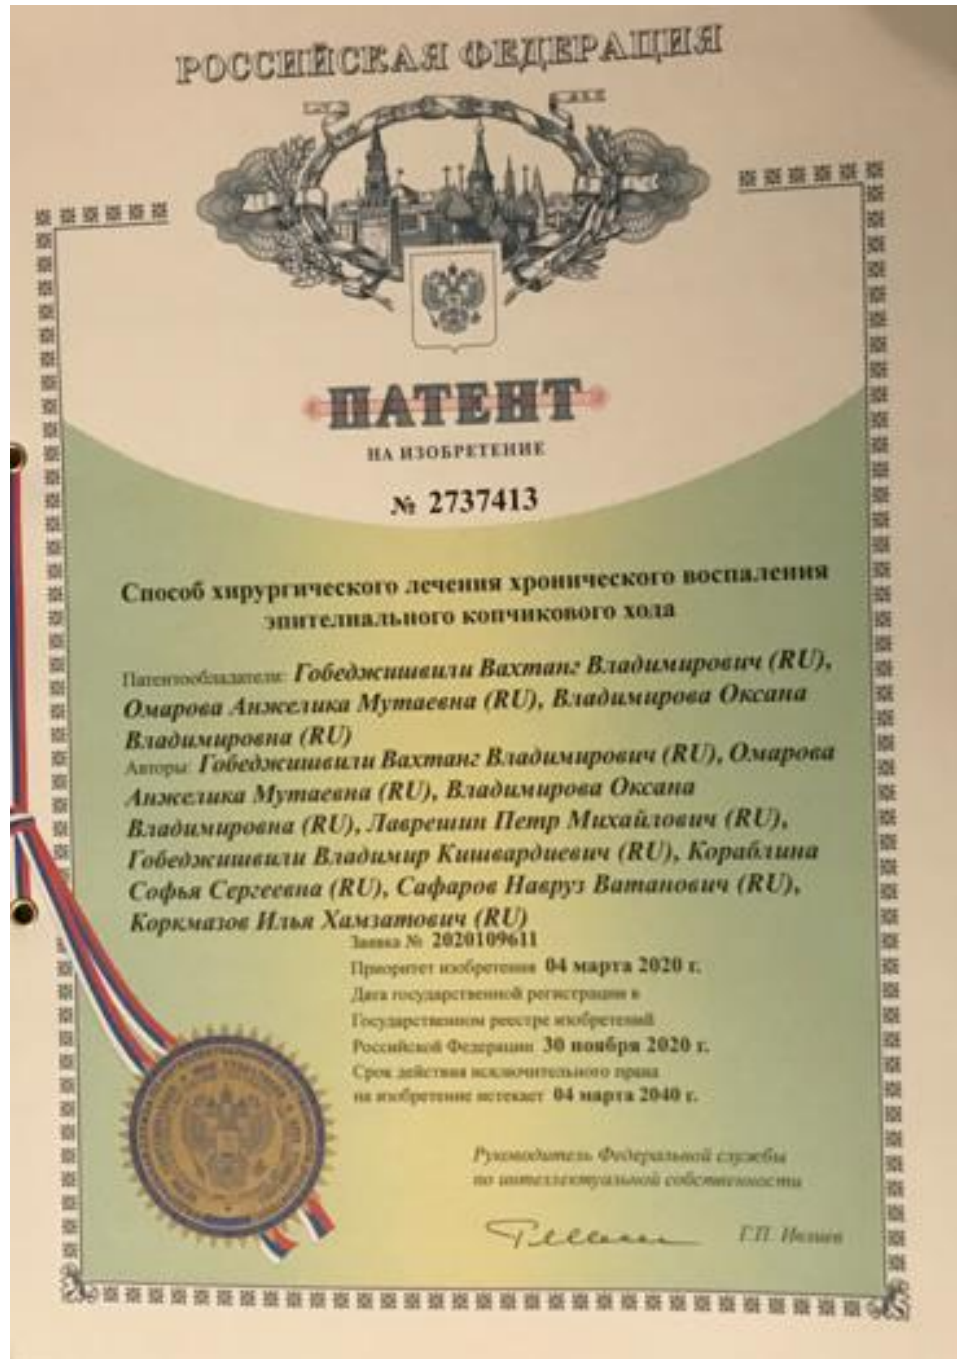 РОССИЙСКАЯ ФЕДЕРАЦИЯ
ПАТЕНТ
НА ИЗОБРЕТЕНИЕ
№ 2737413
Способ хирургического лечения хронического воспаления
эпителиального копчикового хода
Патентообладатели: Гобеджишвили Вахтанг Владимирович (RU),
Омарова Анжелика Мутаевна (RU), Владимирова Оксана
Владимировна (RU)
Авторы: Гобеджишвили Вахтанг Владимирович (RU), Омарова
Анжелика Мутаевна (RU), Владимирова Оксана
Владимировна (RU), Лаврешин Петр Михайлович (RU),
Гобеджишвили Владимир Кишвардиевич (RU), Кораблина
Софья Сергеевна (RU), Сафаров Навруз Ватанович (RU),
Коркмазов Илья Хамзатович (RU)
Заявка № 2020109611
Приоритет изобретения 04 марта 2020 г.
Дата государственной регистрации в
Государственном реестре изобретений
Российской Федерации 30 ноября 2020 г.
Срок действия исключительного права
на изобретение истекает 04 марта 2040 г.
Руководитель Федеральной службы
по интеллектуальной собственности
Г.П. Ивлиев